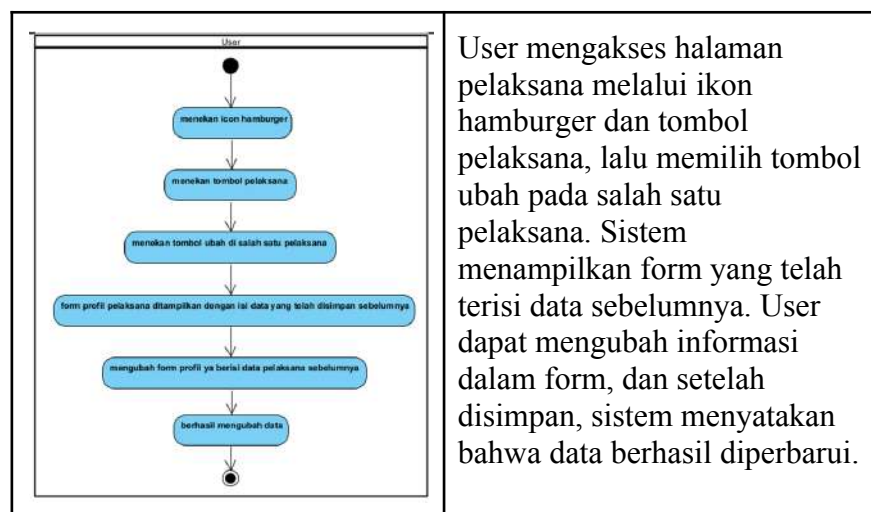 User
menekan icon hamburger
menekan tombol pelaksana
menekan tombol ubah di salah satu pelaksana
form profil pelaksana ditampilkan dengan isi data yang telah disimpan sebelumnya
mengubah form profil ya berisi data pelaksana sebelumnya
berhasil mengubah data
User mengakses halaman
pelaksana melalui ikon
hamburger dan tombol
pelaksana, lalu memilih tombol
ubah pada salah satu
pelaksana. Sistem
menampilkan form yang telah
terisi data sebelumnya. User
dapat mengubah informasi
dalam form, dan setelah
disimpan, sistem menyatakan
bahwa data berhasil diperbarui.